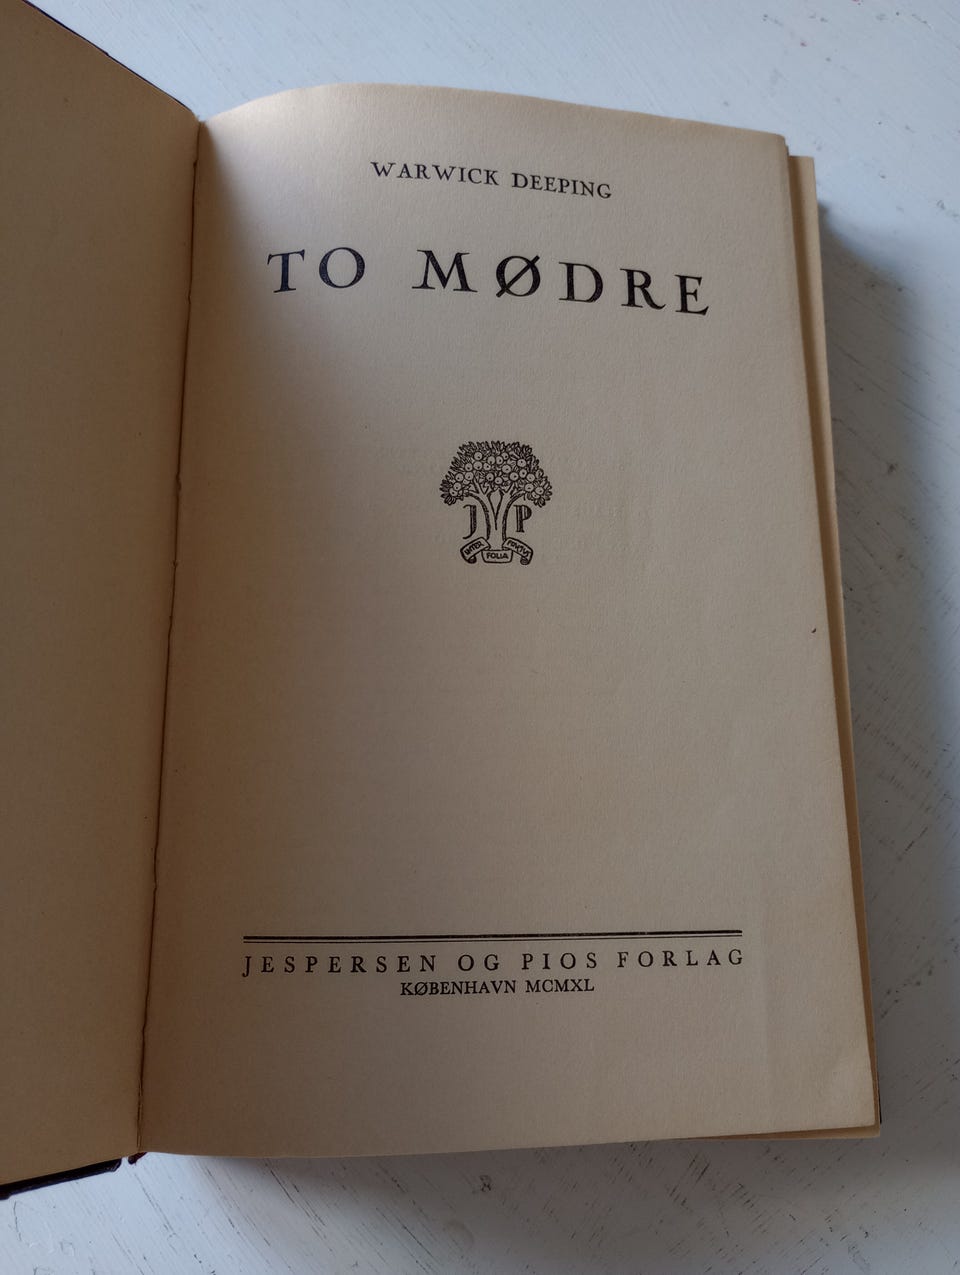 WARWICK DEEPING
TO MØDRE
J P
INTER FOLIA FRUCTUS
JESPERSEN OG PIOS FORLAG
KØBENHAVN MCMXL